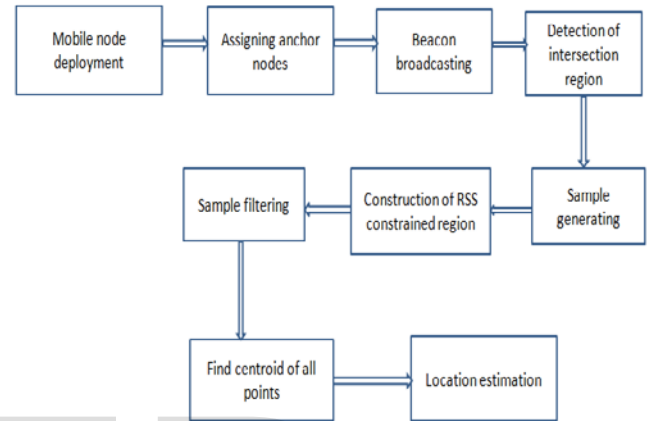 Mobile node
deployment
Assigning anchor
nodes
Beacon
broadcasting
Detection of
intersection
region
Sample
generating
Construction of RSS
constrained region
Sample filtering
Find centroid of all
points
Location estimation